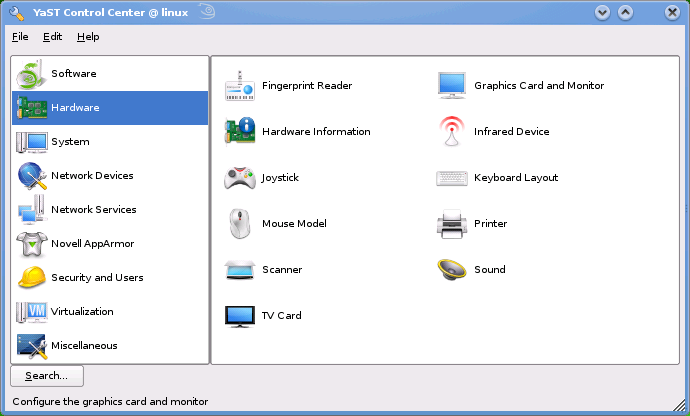 YaST Control Center @ linux
File Edit Help
Software
Hardware
System
Network Devices
Network Services
Novell AppArmor
Security and Users
Virtualization
Miscellaneous
Fingerprint Reader Graphics Card and Monitor
Hardware Information Infrared Device
Joystick Keyboard Layout
Mouse Model Printer
Scanner Sound
TV Card
Search...
Configure the graphics card and monitor